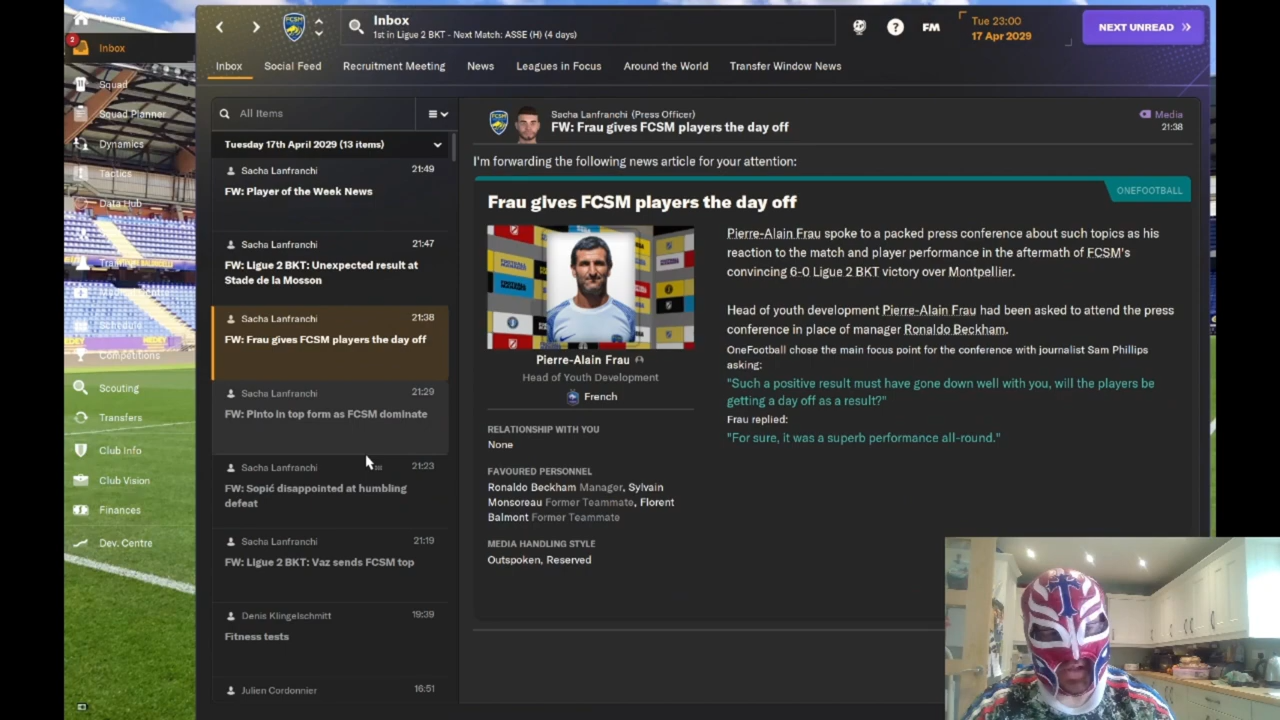 Home
2
Inbox
Squad
Squad Planner
Dynamics
Tactics
Data Hub
Competitions
Scouting
Transfers
Club Info
Club Vision
Finances
Dev. Centre
FCSM
Inbox
1st in Ligue 2 BKT - Next Match: ASSE (H) (4 days)
?
FM
Tue 23:00
17 Apr 2029
NEXT UNREAD
Inbox
Social Feed
Recruitment Meeting
News
Leagues in Focus
Around the World
Transfer Window News
All Items
Tuesday 17th April 2029 (13 items)
Sacha Lanfranchi 21:49
FW: Player of the Week News
Sacha Lanfranchi 21:47
FW: Ligue 2 BKT: Unexpected result at
Stade de la Mosson
Sacha Lanfranchi 21:38
FW: Frau gives FCSM players the day off
Sacha Lanfranchi 21:29
FW: Pinto in top form as FCSM dominate
Sacha Lanfranchi 21:23
FW: Sopić disappointed at humbling
defeat
Sacha Lanfranchi 21:19
FW: Ligue 2 BKT: Vaz sends FCSM top
Denis Klingelschmitt 19:39
Fitness tests
Julien Cordonnier 16:51
Sacha Lanfranchi (Press Officer)
FW: Frau gives FCSM players the day off
Media
21:38
I'm forwarding the following news article for your attention:
ONEFOOTBALL
Frau gives FCSM players the day off
Pierre-Alain Frau
Head of Youth Development
French
RELATIONSHIP WITH YOU
None
FAVOURED PERSONNEL
Ronaldo Beckham Manager, Sylvain
Monsoreau Former Teammate, Florent
Balmont Former Teammate
MEDIA HANDLING STYLE
Outspoken, Reserved
Pierre-Alain Frau spoke to a packed press conference about such topics as his
reaction to the match and player performance in the aftermath of FCSM's
convincing 6-0 Ligue 2 BKT victory over Montpellier.
Head of youth development Pierre-Alain Frau had been asked to attend the press
conference in place of manager Ronaldo Beckham.
OneFootball chose the main focus point for the conference with journalist Sam Phillips
asking:
"Such a positive result must have gone down well with you, will the players be
getting a day off as a result?"
Frau replied:
"For sure, it was a superb performance all-round."